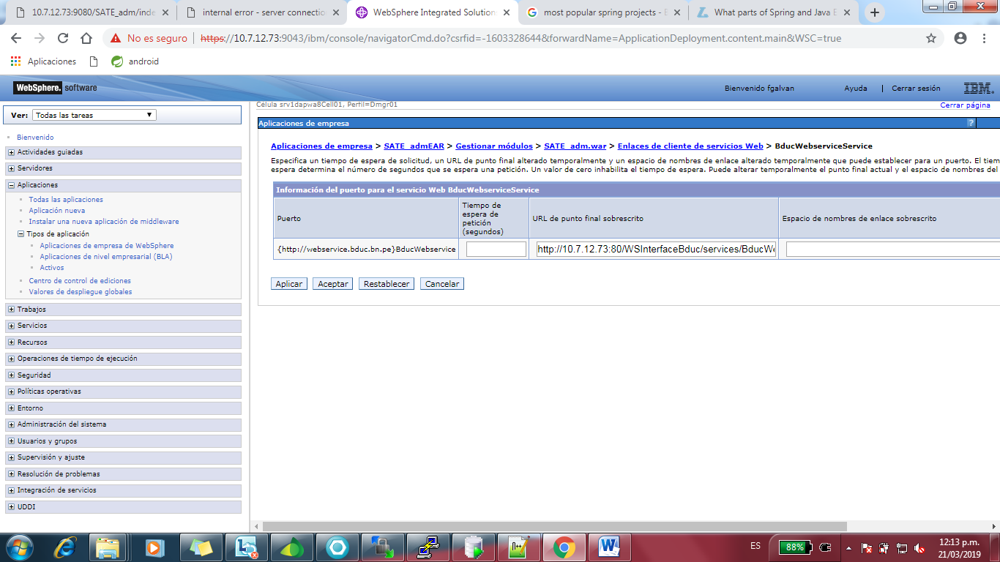 10.7.12.73:9080/SATE_adm/inde
internal error - server connectio
WebSphere Integrated Solution
most popular spring projects - B
What parts of Spring and Java E
No es seguro
https://10.7.12.73:9043/ibm/console/navigatorCmd.do?csrfid=-1603328644&forwardName=ApplicationDeployment.content.main&WSC=true
Aplicaciones
android
WebSphere. software
Bienvenido fgalvan
Ayuda | Cerrar sesión
IBM.
Ver: Todas las tareas
Célula srv1dapwa8Cell01, Perfil=Dmgr01
Cerrar página
Bienvenido
Actividades guiadas
Servidores
Aplicaciones
Todas las aplicaciones
Aplicación nueva
Instalar una nueva aplicación de middleware
Tipos de aplicación
Aplicaciones de empresa de WebSphere
Aplicaciones de nivel empresarial (BLA)
Activos
Centro de control de ediciones
Valores de despliegue globales
Trabajos
Servicios
Recursos
Operaciones de tiempo de ejecución
Seguridad
Políticas operativas
Entorno
Administración del sistema
Usuarios y grupos
Supervisión y ajuste
Resolución de problemas
Integración de servicios
UDDI
Aplicaciones de empresa
?
Aplicaciones de empresa > SATE_admEAR > Gestionar módulos > SATE_adm.war > Enlaces de cliente de servicios Web > BducWebserviceService
Especifica un tiempo de espera de solicitud, un URL de punto final alterado temporalmente y un espacio de nombres de enlace alterado temporalmente que puede establecer para un puerto. El tiem
espera determina el número de segundos que se espera una petición. Un valor de cero inhabilita el tiempo de espera. Puede alterar temporalmente el punto final actual y el espacio de nombres del
Información del puerto para el servicio Web BducWebserviceService
Puerto
Tiempo de
espera de
petición
(segundos)
URL de punto final sobrescrito
Espacio de nombres de enlace sobrescrito
{http://webservice.bduc.bn.pe}BducWebservice
http://10.7.12.73:80/WSInterfaceBduc/services/BducWe
Aplicar
Aceptar
Restablecer
Cancelar
ES
88%
12:13 p.m.
21/03/2019